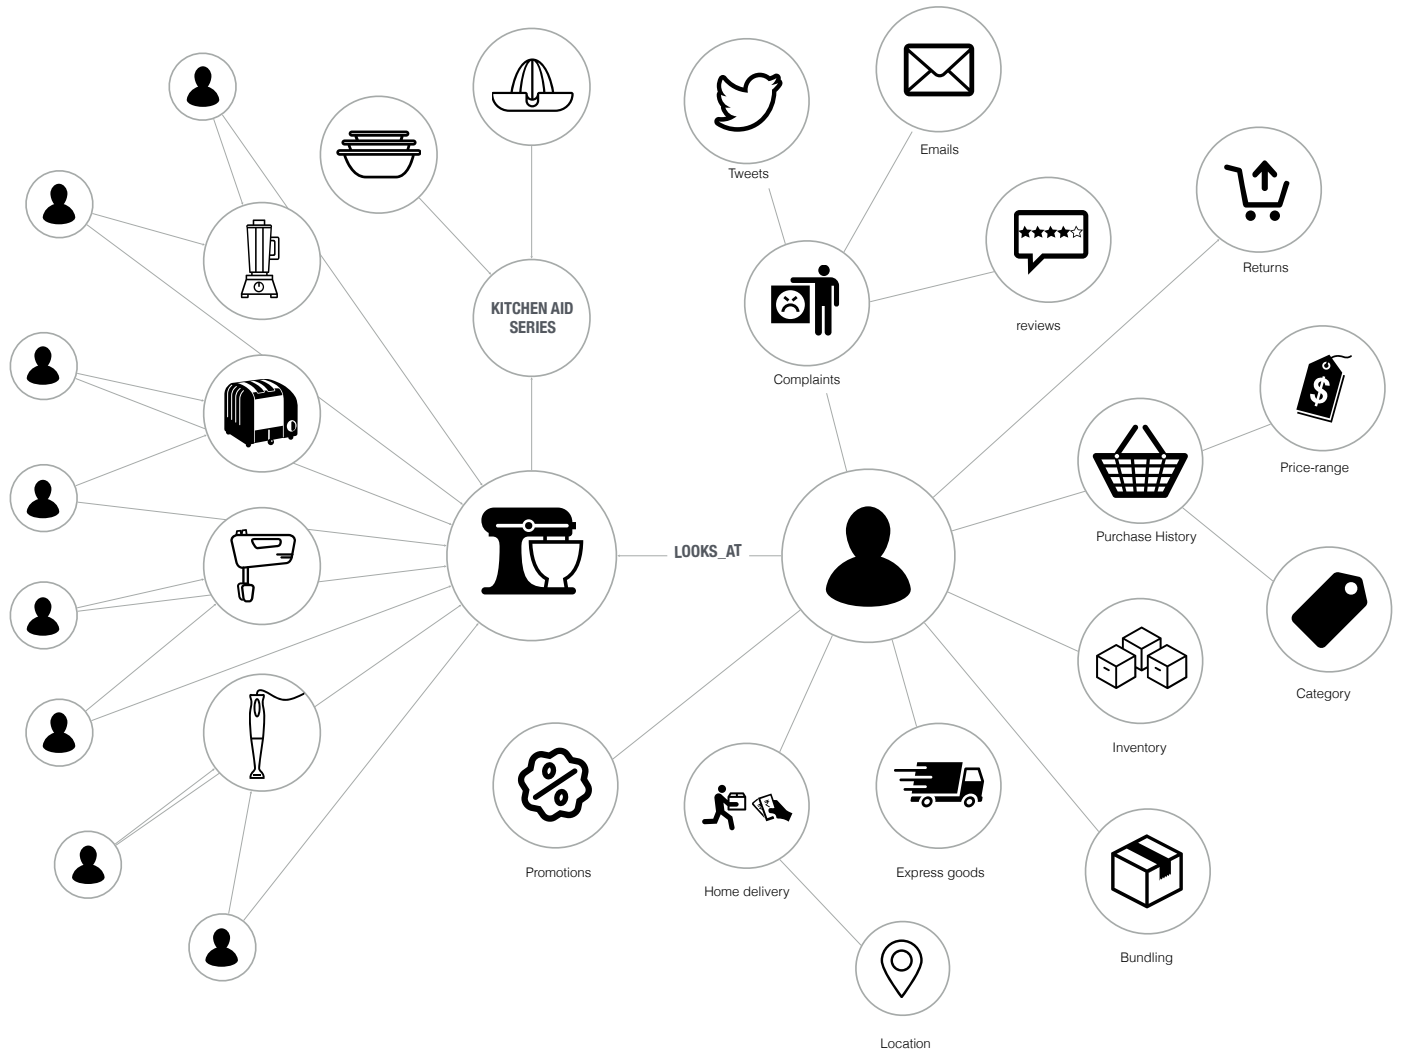 Tweets
Emails
reviews
Returns
KITCHEN AID
SERIES
Complaints
$
Price-range
Purchase History
LOOKS_AT
Category
Inventory
Promotions
Home delivery
Express goods
Bundling
Location